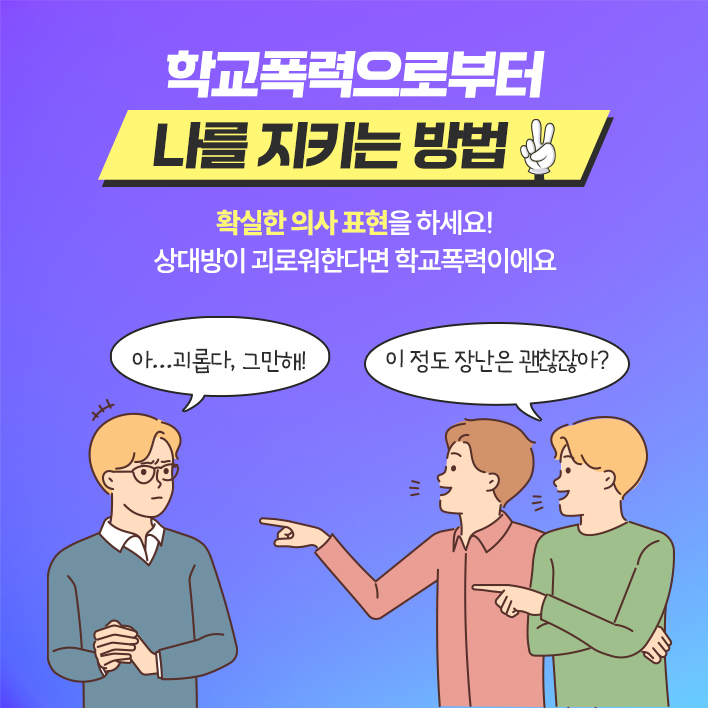 학교폭력으로부터
나를 지키는 방법
확실한 의사 표현을 하세요!
상대방이 괴로워한다면 학교폭력이에요
아...괴롭다, 그만해!
이 정도 장난은 괜찮잖아?